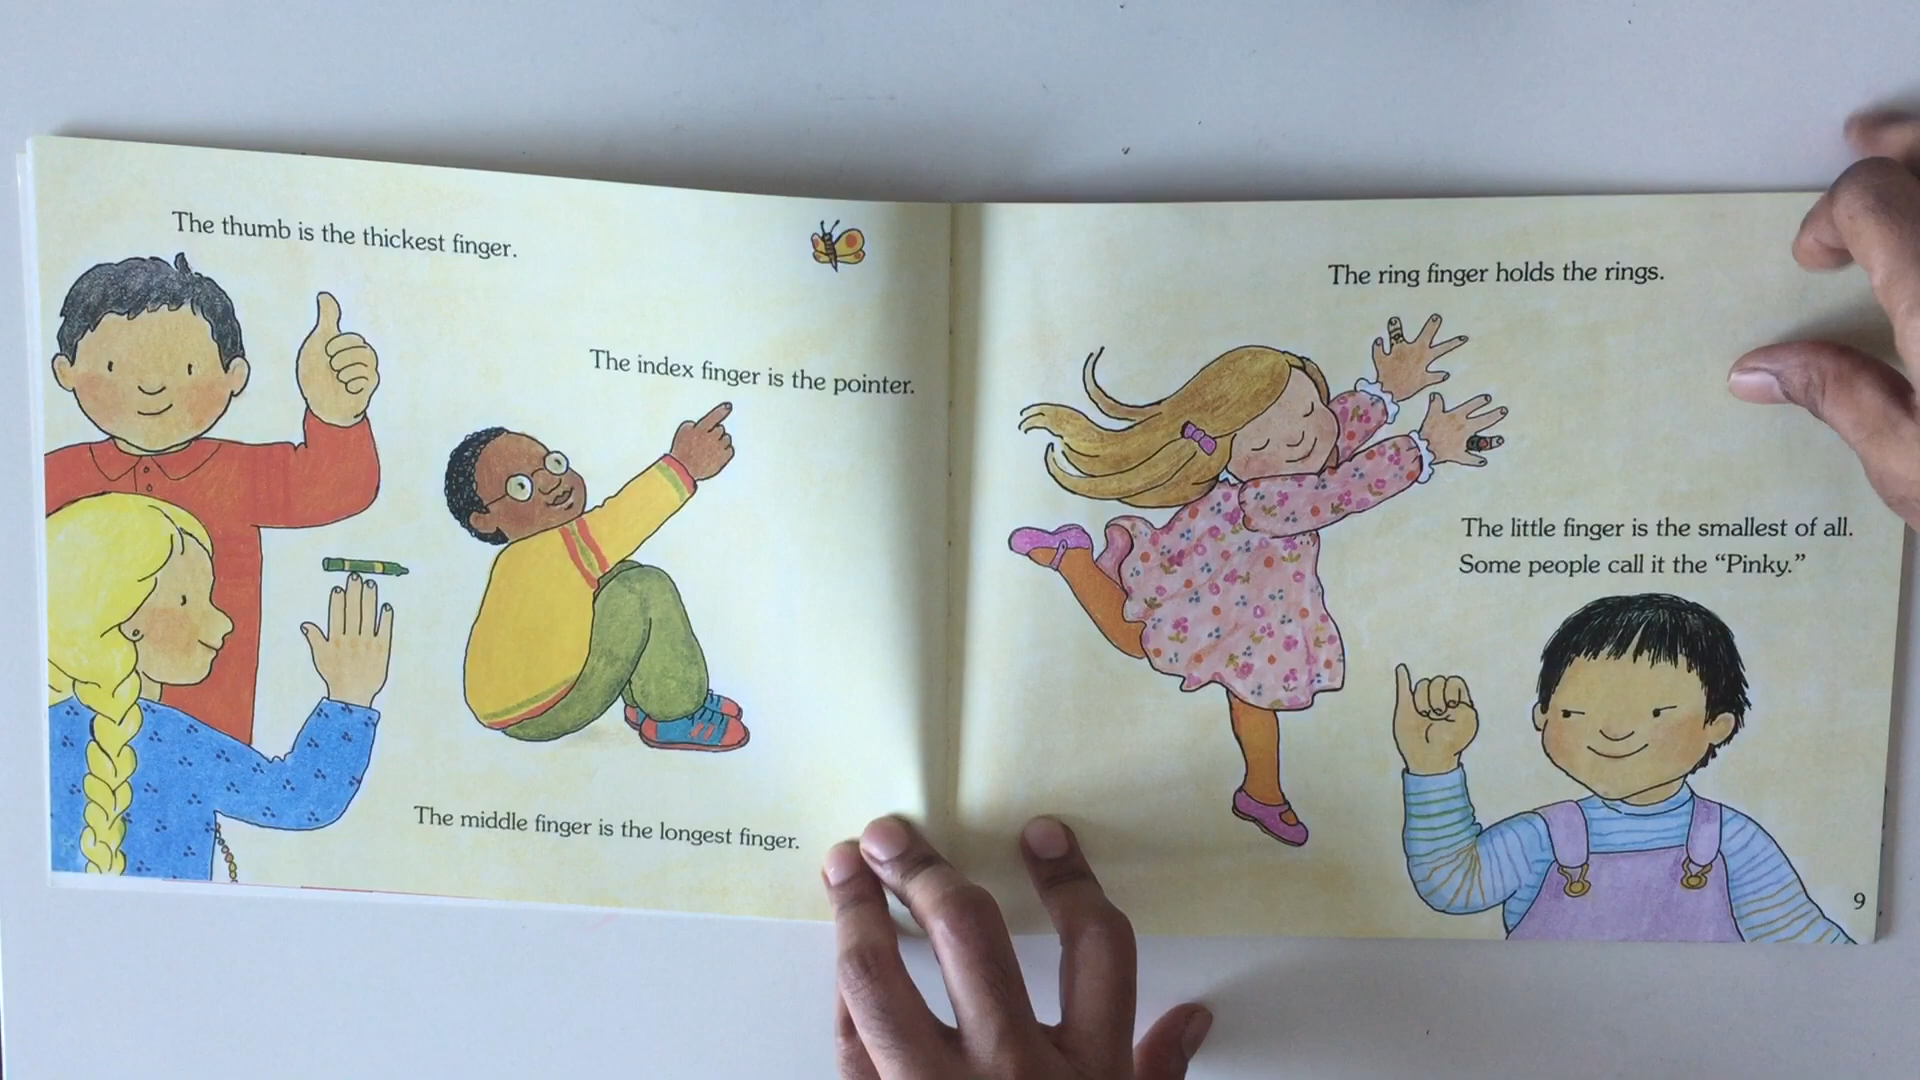 The thumb is the thickest finger.
The index finger is the pointer.
The middle finger is the longest finger.
The ring finger holds the rings.
The little finger is the smallest of all.
Some people call it the “Pinky.”
9